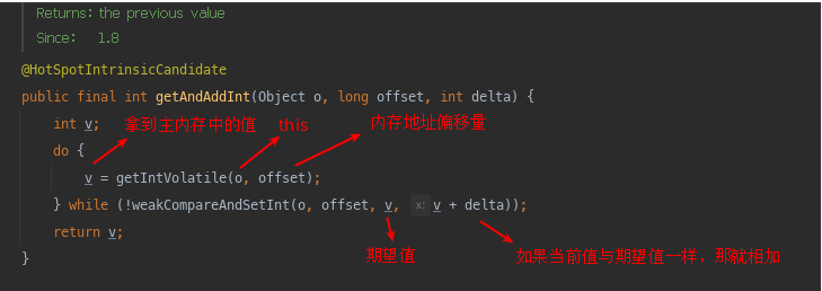 Returns: the previous value
Since: 1.8
@HotSpotIntrinsicCandidate
public final int getAndAddInt(Object o, long offset, int delta) {
int v; 拿到主内存中的值 this 内存地址偏移量
do {
v = getIntVolatile(o, offset);
} while (!weakCompareAndSetInt(o, offset, v, x: v + delta));
return v;
期望值 如果当前值与期望值一样，那就相加
}